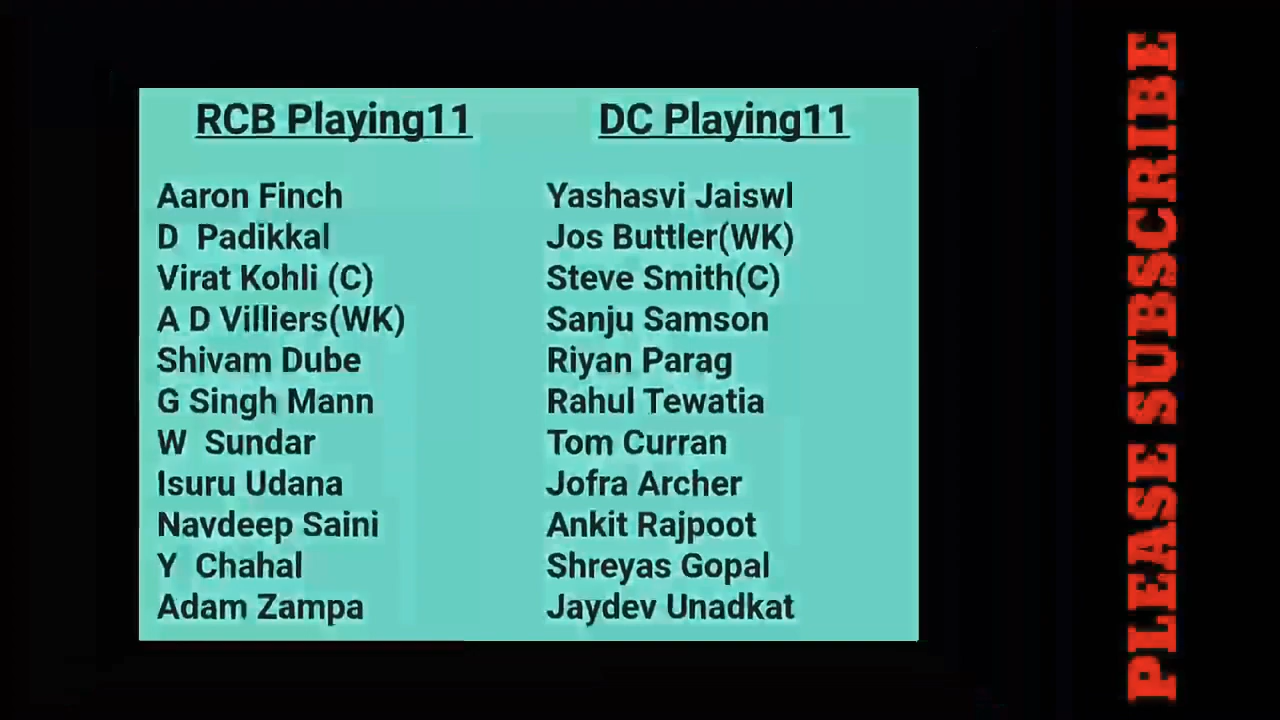 RCB Playing11
Aaron Finch
D Padikkal
Virat Kohli (C)
A D Villiers(WK)
Shivam Dube
G Singh Mann
W Sundar
Isuru Udana
Navdeep Saini
Y Chahal
Adam Zampa
DC Playing11
Yashasvi Jaiswl
Jos Buttler(WK)
Steve Smith(C)
Sanju Samson
Riyan Parag
Rahul Tewatia
Tom Curran
Jofra Archer
Ankit Rajpoot
Shreyas Gopal
Jaydev Unadkat
PLEASE SUBSCRIBE